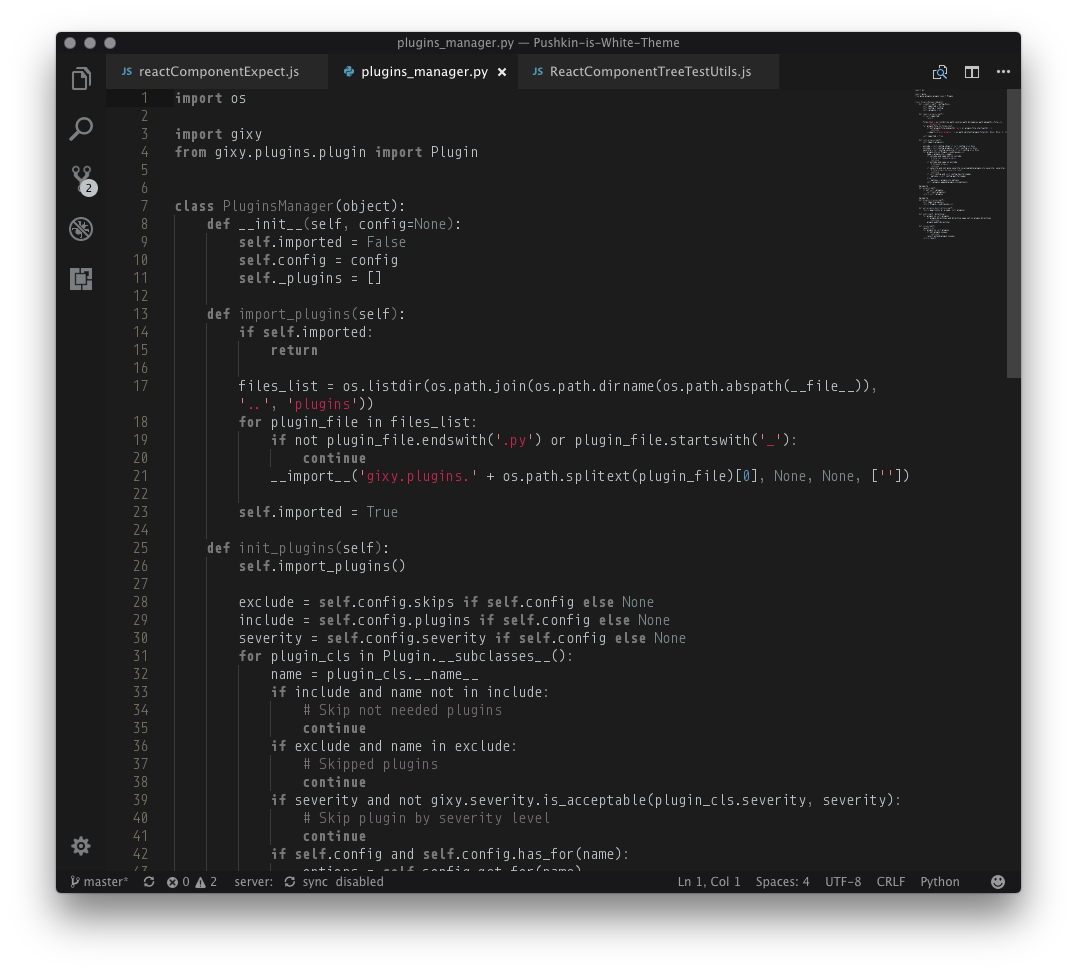 plugins_manager.py — Pushkin-is-White-Theme
JS reactComponentExpect.js plugins_manager.py × JS ReactComponentTreeTestUtils.js
1 import os
2
3 import gixy
4 from gixy.plugins.plugin import Plugin
5
6
7 class PluginsManager(object):
8 def __init__(self, config=None):
9 self.imported = False
10 self.config = config
11 self._plugins = []
12
13 def import_plugins(self):
14 if self.imported:
15 return
16
17 files_list = os.listdir(os.path.join(os.path.dirname(os.path.abspath(__file__)),
'..', 'plugins'))
18 for plugin_file in files_list:
19 if not plugin_file.endswith('.py') or plugin_file.startswith('_'):
20 continue
21 __import__('gixy.plugins.' + os.path.splitext(plugin_file)[0], None, None, [''])
22
23 self.imported = True
24
25 def init_plugins(self):
26 self.import_plugins()
27
28 exclude = self.config.skips if self.config else None
29 include = self.config.plugins if self.config else None
30 severity = self.config.severity if self.config else None
31 for plugin_cls in Plugin.__subclasses__():
32 name = plugin_cls.__name__
33 if include and name not in include:
34 # Skip not needed plugins
35 continue
36 if exclude and name in exclude:
37 # Skipped plugins
38 continue
39 if severity and not gixy.severity.is_acceptable(plugin_cls.severity, severity):
40 # Skip plugin by severity level
41 continue
42 if self.config and self.config.has_for(name):
43 options = self.config.get_for(name)
2
master* 0 2 server: sync disabled Ln 1, Col 1 Spaces: 4 UTF-8 CRLF Python